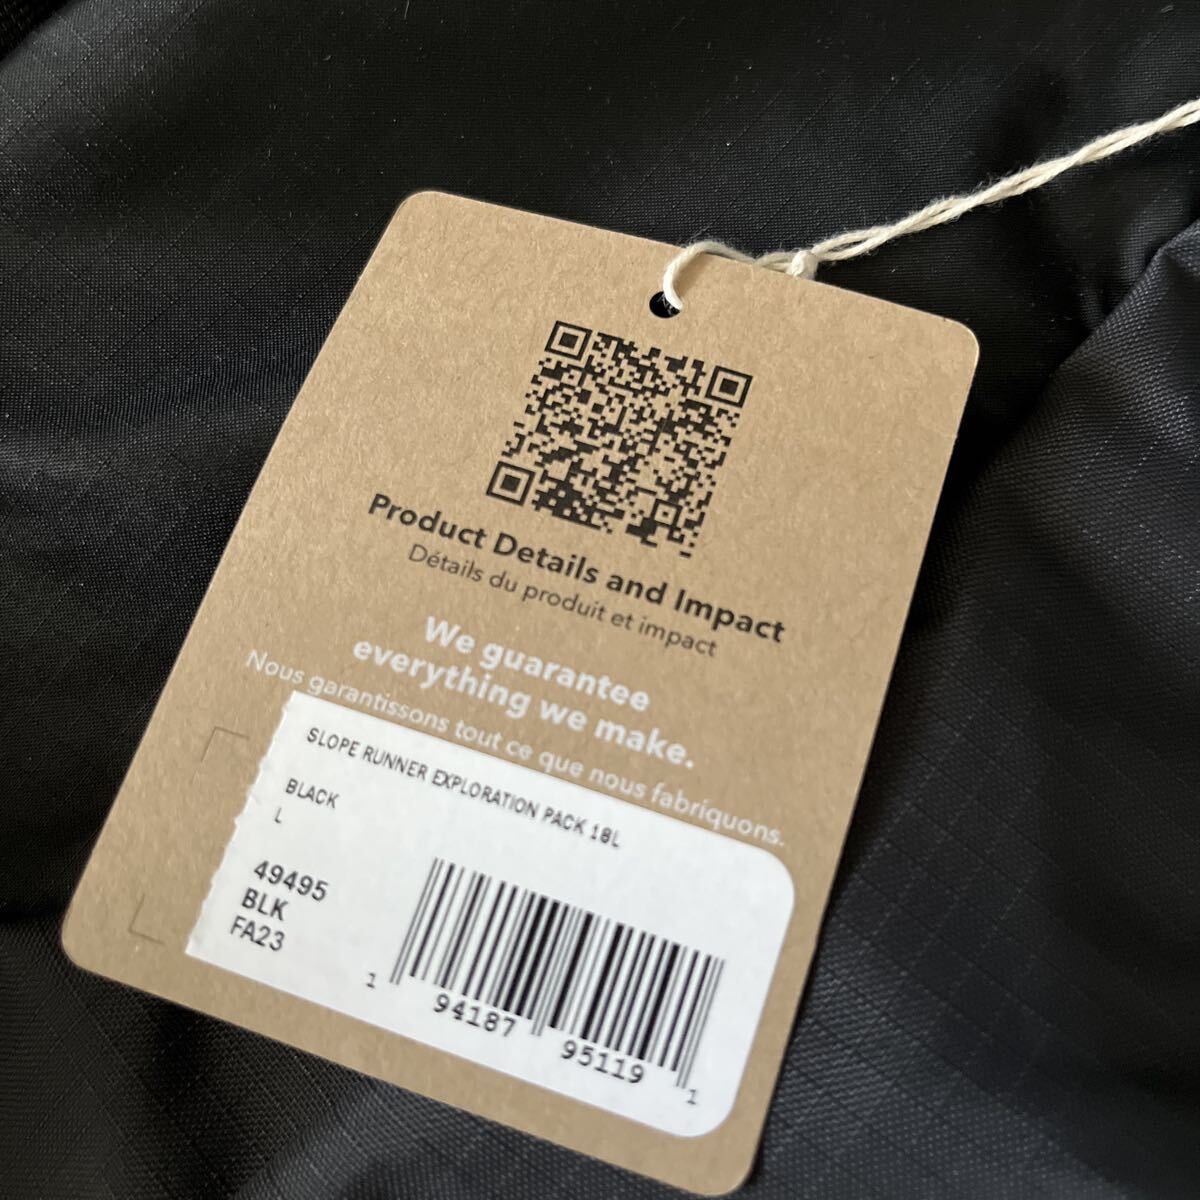 Product Details and Impact
Détails du produit et impact
We guarantee
everything we make.
Nous garantissons tout ce que nous fabriquons.
SLOPE RUNNER EXPLORATION PACK 18L
BLACK
L
49495
BLK
FA23
1 94187 95119 1